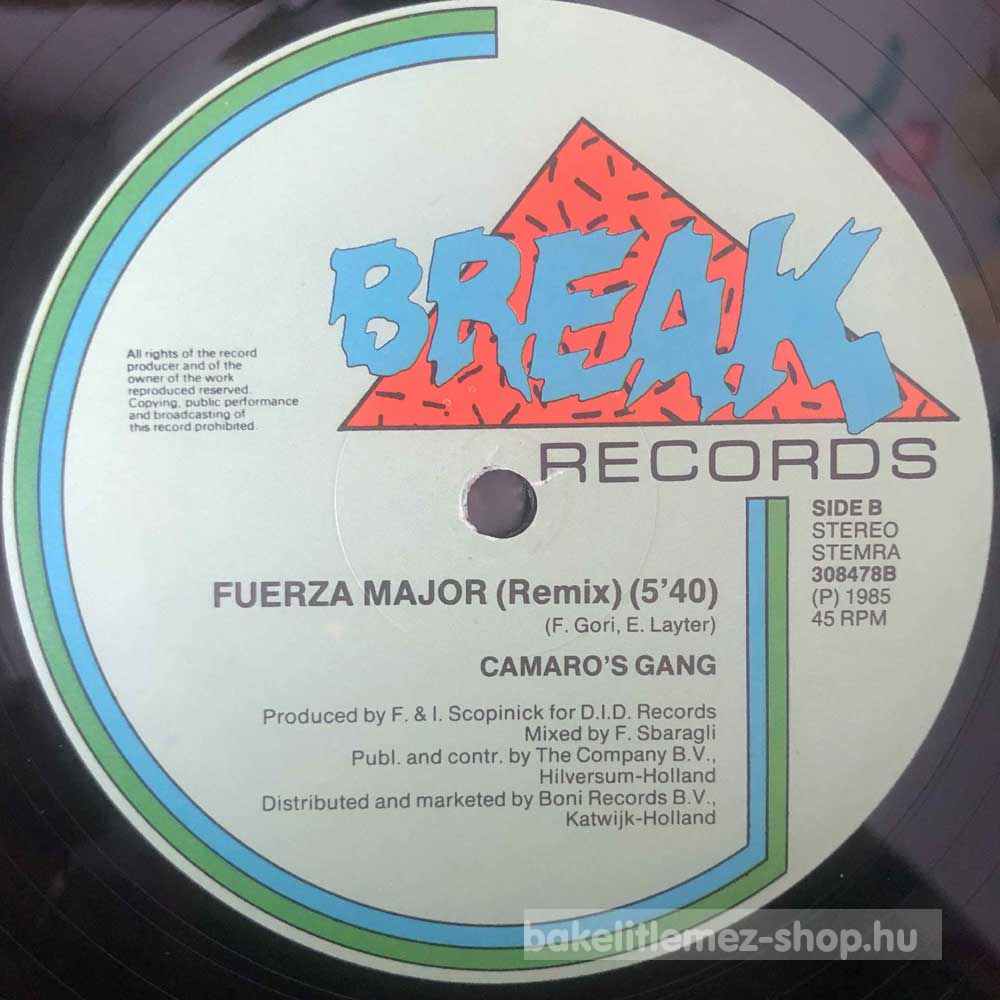 BREAK
RECORDS
All rights of the record
producer and of the
owner of the work
reproduced reserved.
Copying, public performance
and broadcasting of
this record prohibited.
SIDE B
STEREO
STEMRA
308478B
(P) 1985
45 RPM
FUERZA MAJOR (Remix) (5'40)
(F. Gori, E. Layter)
CAMARO'S GANG
Produced by F. & I. Scopinick for D.I.D. Records
Mixed by F. Sbaragli
Publ. and contr. by The Company B.V.,
Hilversum-Holland
Distributed and marketed by Boni Records B.V.,
Katwijk-Holland
bakelitlemez-shop.hu